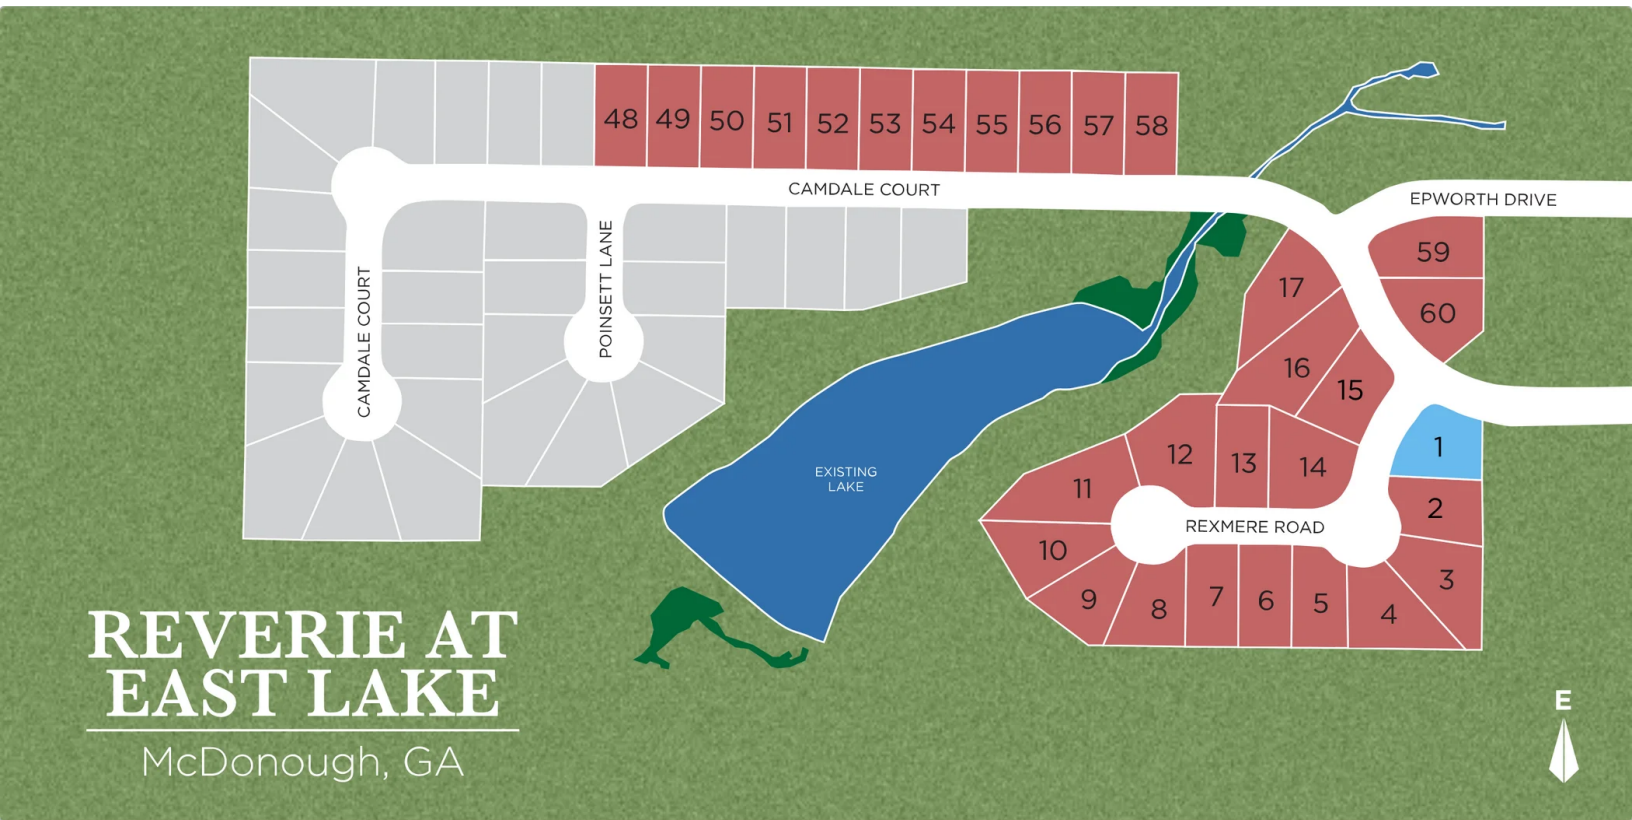 48 49 50 51 52 53 54 55 56 57 58
CAMDALE COURT
EPWORTH DRIVE
POINSETT LANE
CAMDALE COURT
59
17
60
16
15
1
12
13
14
11
EXISTING
LAKE
2
REXMERE ROAD
10
3
9
8
7
6
5
4
REVERIE AT
EAST LAKE
McDonough, GA
E